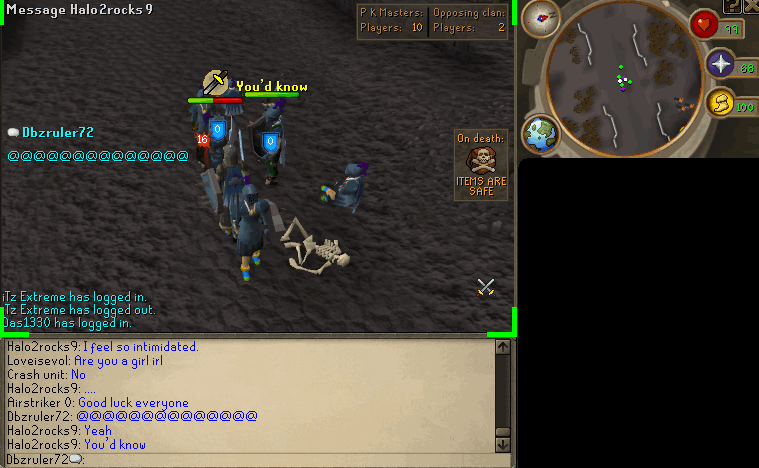 Message Halo2rocks9
P K Masters: Opposing clan:
Players: 10 Players: 2
99
68
100
You'd know
Dbzruler72
@@@@@@@@@@@@@@
16
0
0
On death:
ITEMS ARE
SAFE
iTz Extreme has logged in.
iTz Extreme has logged out.
Das1330 has logged in.
Halo2rocks9: I feel so intimidated.
Loveisevol: Are you a girl irl
Crash unit: No
Halo2rocks9: ....
Airstriker 0: Good luck everyone
Dbzruler72: @@@@@@@@@@@@@@
Halo2rocks9: Yeah
Halo2rocks9: You'd know
Dbzruler72: